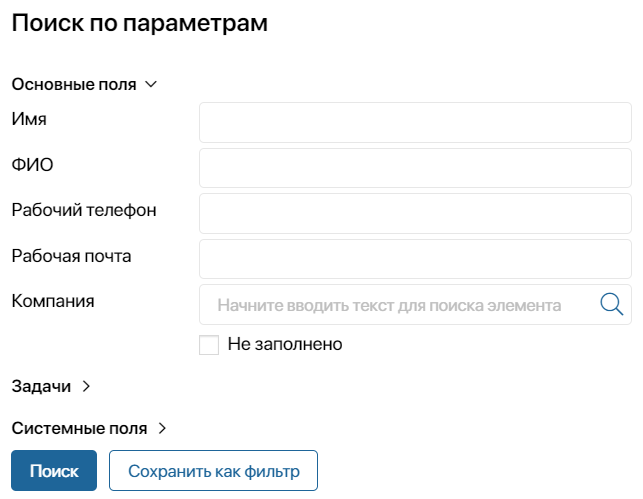 Поиск по параметрам
Основные поля
Имя
ФИО
Рабочий телефон
Рабочая почта
Компания
Начните вводить текст для поиска элемента
Не заполнено
Задачи
Системные поля
Поиск
Сохранить как фильтр